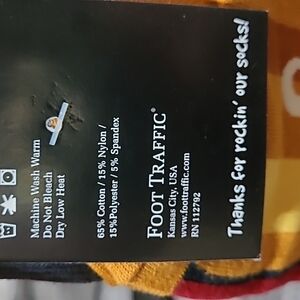 Machine Wash Warm
Do Not Bleach
Dry Low Heat
65% Cotton / 15% Nylon /
15%Polyester / 5% Spandex
FOOT TRAFFIC®
Kansas City, USA
www.foottraffic.com
RN 112792
Thanks for rockin' our socks!